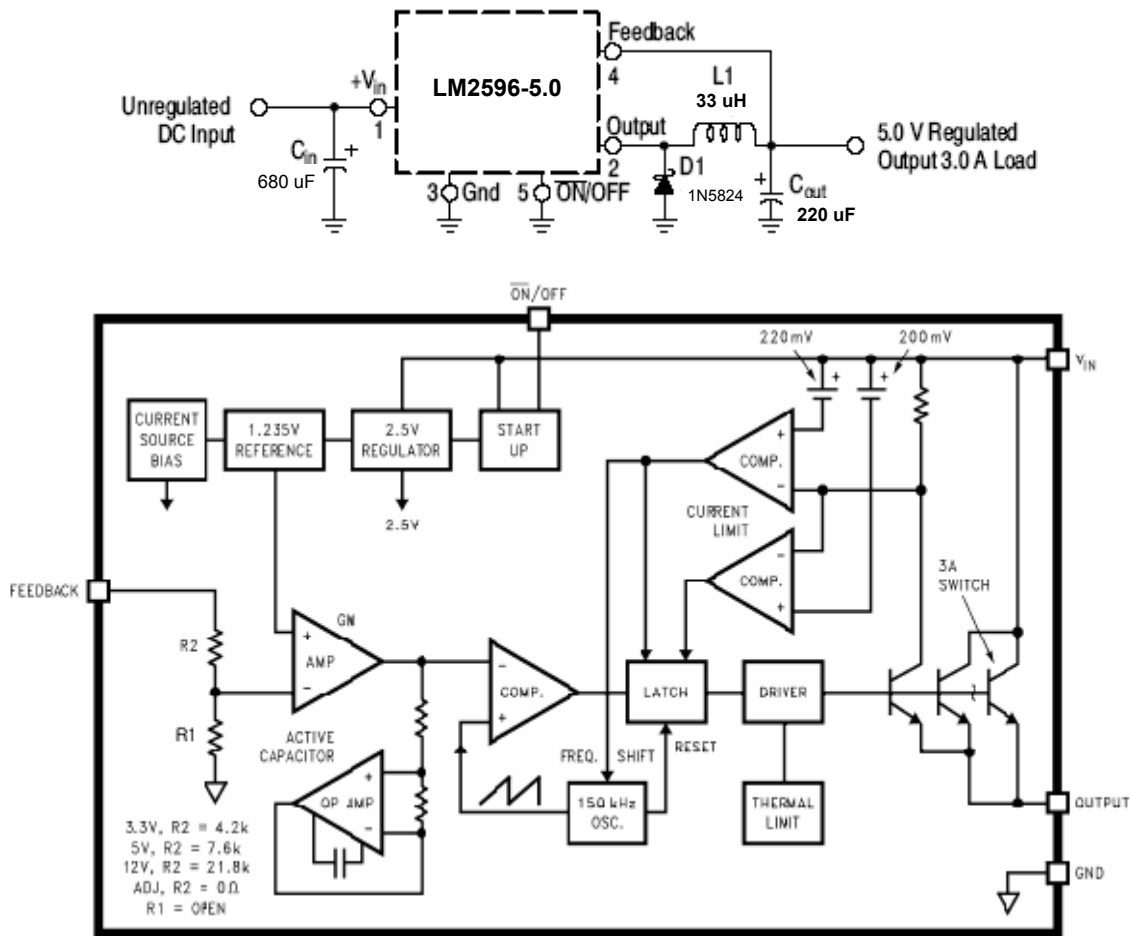 Feedback
4
L1
33 uH
+Vin
LM2596-5.0
Unregulated
DC Input
1
Output
5.0 V Regulated
Output 3.0 A Load
Cin
+
2
D1
680 uF
3
Gnd
5
ON/OFF
1N5824
+
Cout
220 uF
ON/OFF
220mV
200mV
+
+
VIN
CURRENT
SOURCE
BIAS
1.235V
REFERENCE
2.5V
REGULATOR
START
UP
+
COMP.
-
2.5V
CURRENT
LIMIT
-
COMP.
+
FEEDBACK
3A
SWITCH
R2
GM
+
AMP
-
-
COMP.
+
LATCH
DRIVER
R1
ACTIVE
CAPACITOR
FREQ.
SHIFT
RESET
+
OP AMP
-
150 kHz
OSC.
THERMAL
LIMIT
OUTPUT
3.3V, R2 = 4.2k
5V, R2 = 7.6k
12V, R2 = 21.8k
ADJ, R2 = 0Ω
R1 = OPEN
GND